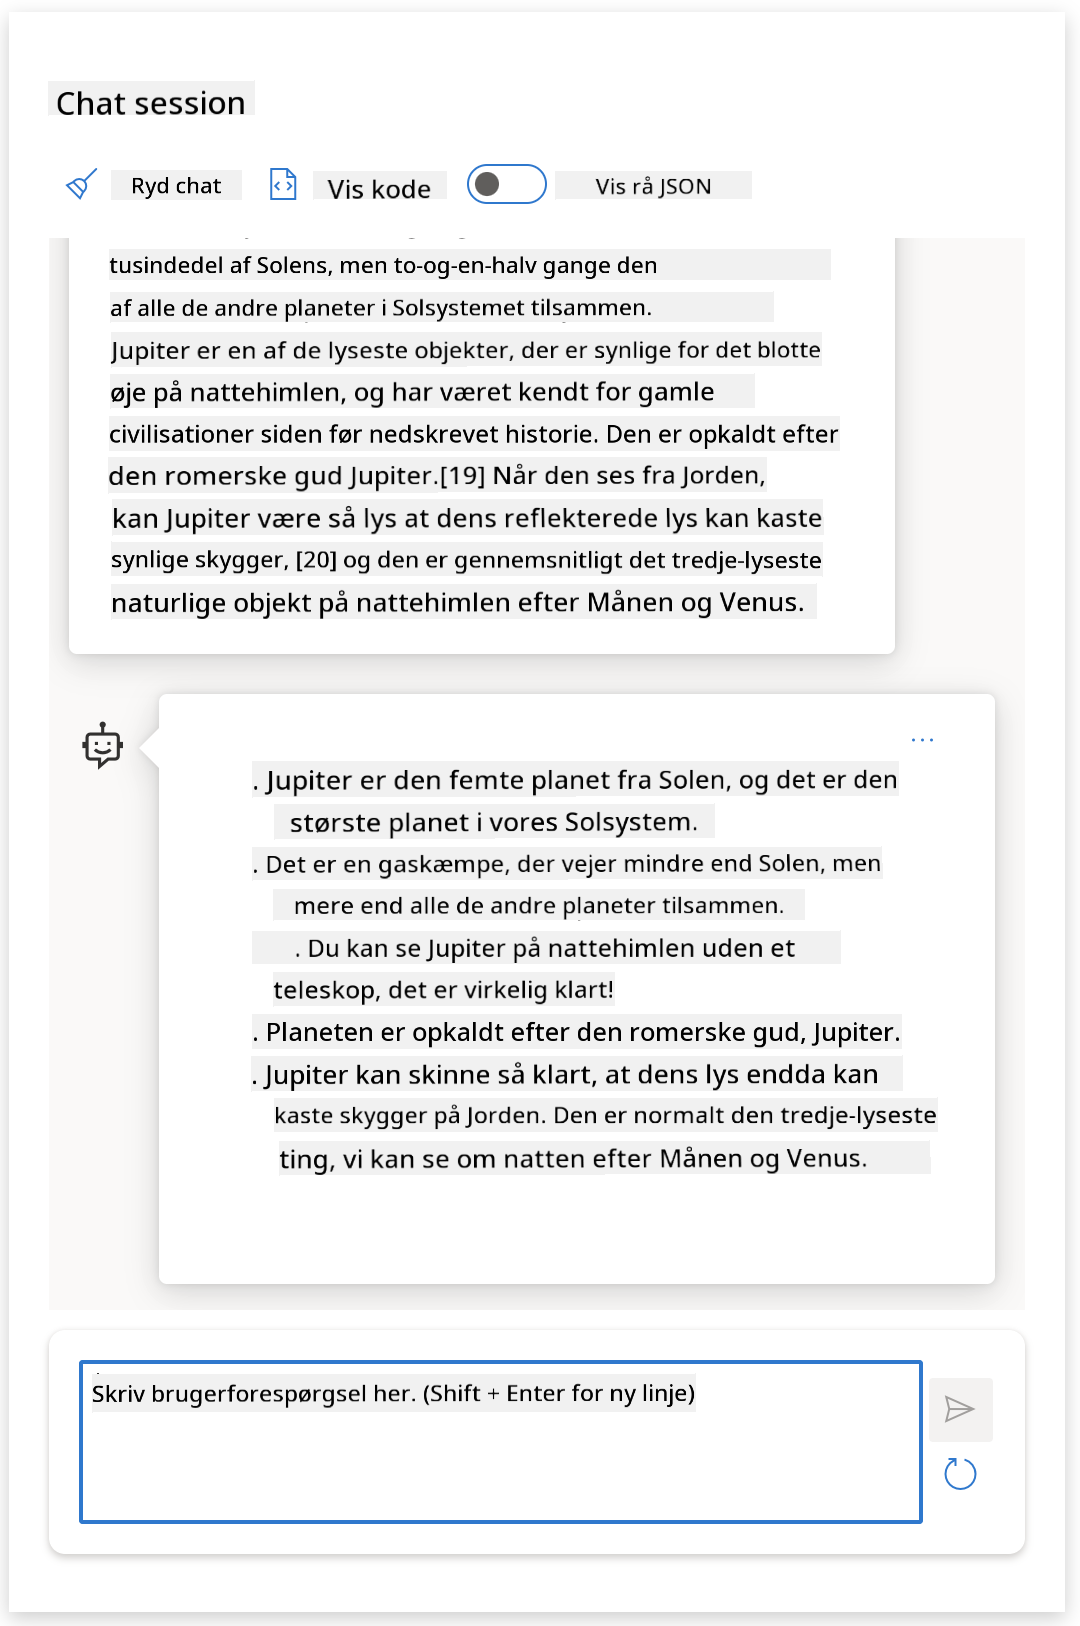 Chat session
Ryd chat Vis kode Vis rå JSON
tusindedel af Solens, men to-og-en-halv gange den
af alle de andre planeter i Solsystemet tilsammen.
Jupiter er en af de lyseste objekter, der er synlige for det blotte
øje på nattehimlen, og har været kendt for gamle
civilisationer siden før nedskrevet historie. Den er opkaldt efter
den romerske gud Jupiter.[19] Når den ses fra Jorden,
kan Jupiter være så lys at dens reflekterede lys kan kaste
synlige skygger, [20] og den er gennemsnitligt det tredje-lyseste
naturlige objekt på nattehimlen efter Månen og Venus.
. Jupiter er den femte planet fra Solen, og det er den
største planet i vores Solsystem.
. Det er en gaskæmpe, der vejer mindre end Solen, men
mere end alle de andre planeter tilsammen.
. Du kan se Jupiter på nattehimlen uden et
teleskop, det er virkelig klart!
. Planeten er opkaldt efter den romerske gud, Jupiter.
. Jupiter kan skinne så klart, at dens lys endda kan
kaste skygger på Jorden. Den er normalt den tredje-lyseste
ting, vi kan se om natten efter Månen og Venus.
Skriv brugerforespørgsel her. (Shift + Enter for ny linje)